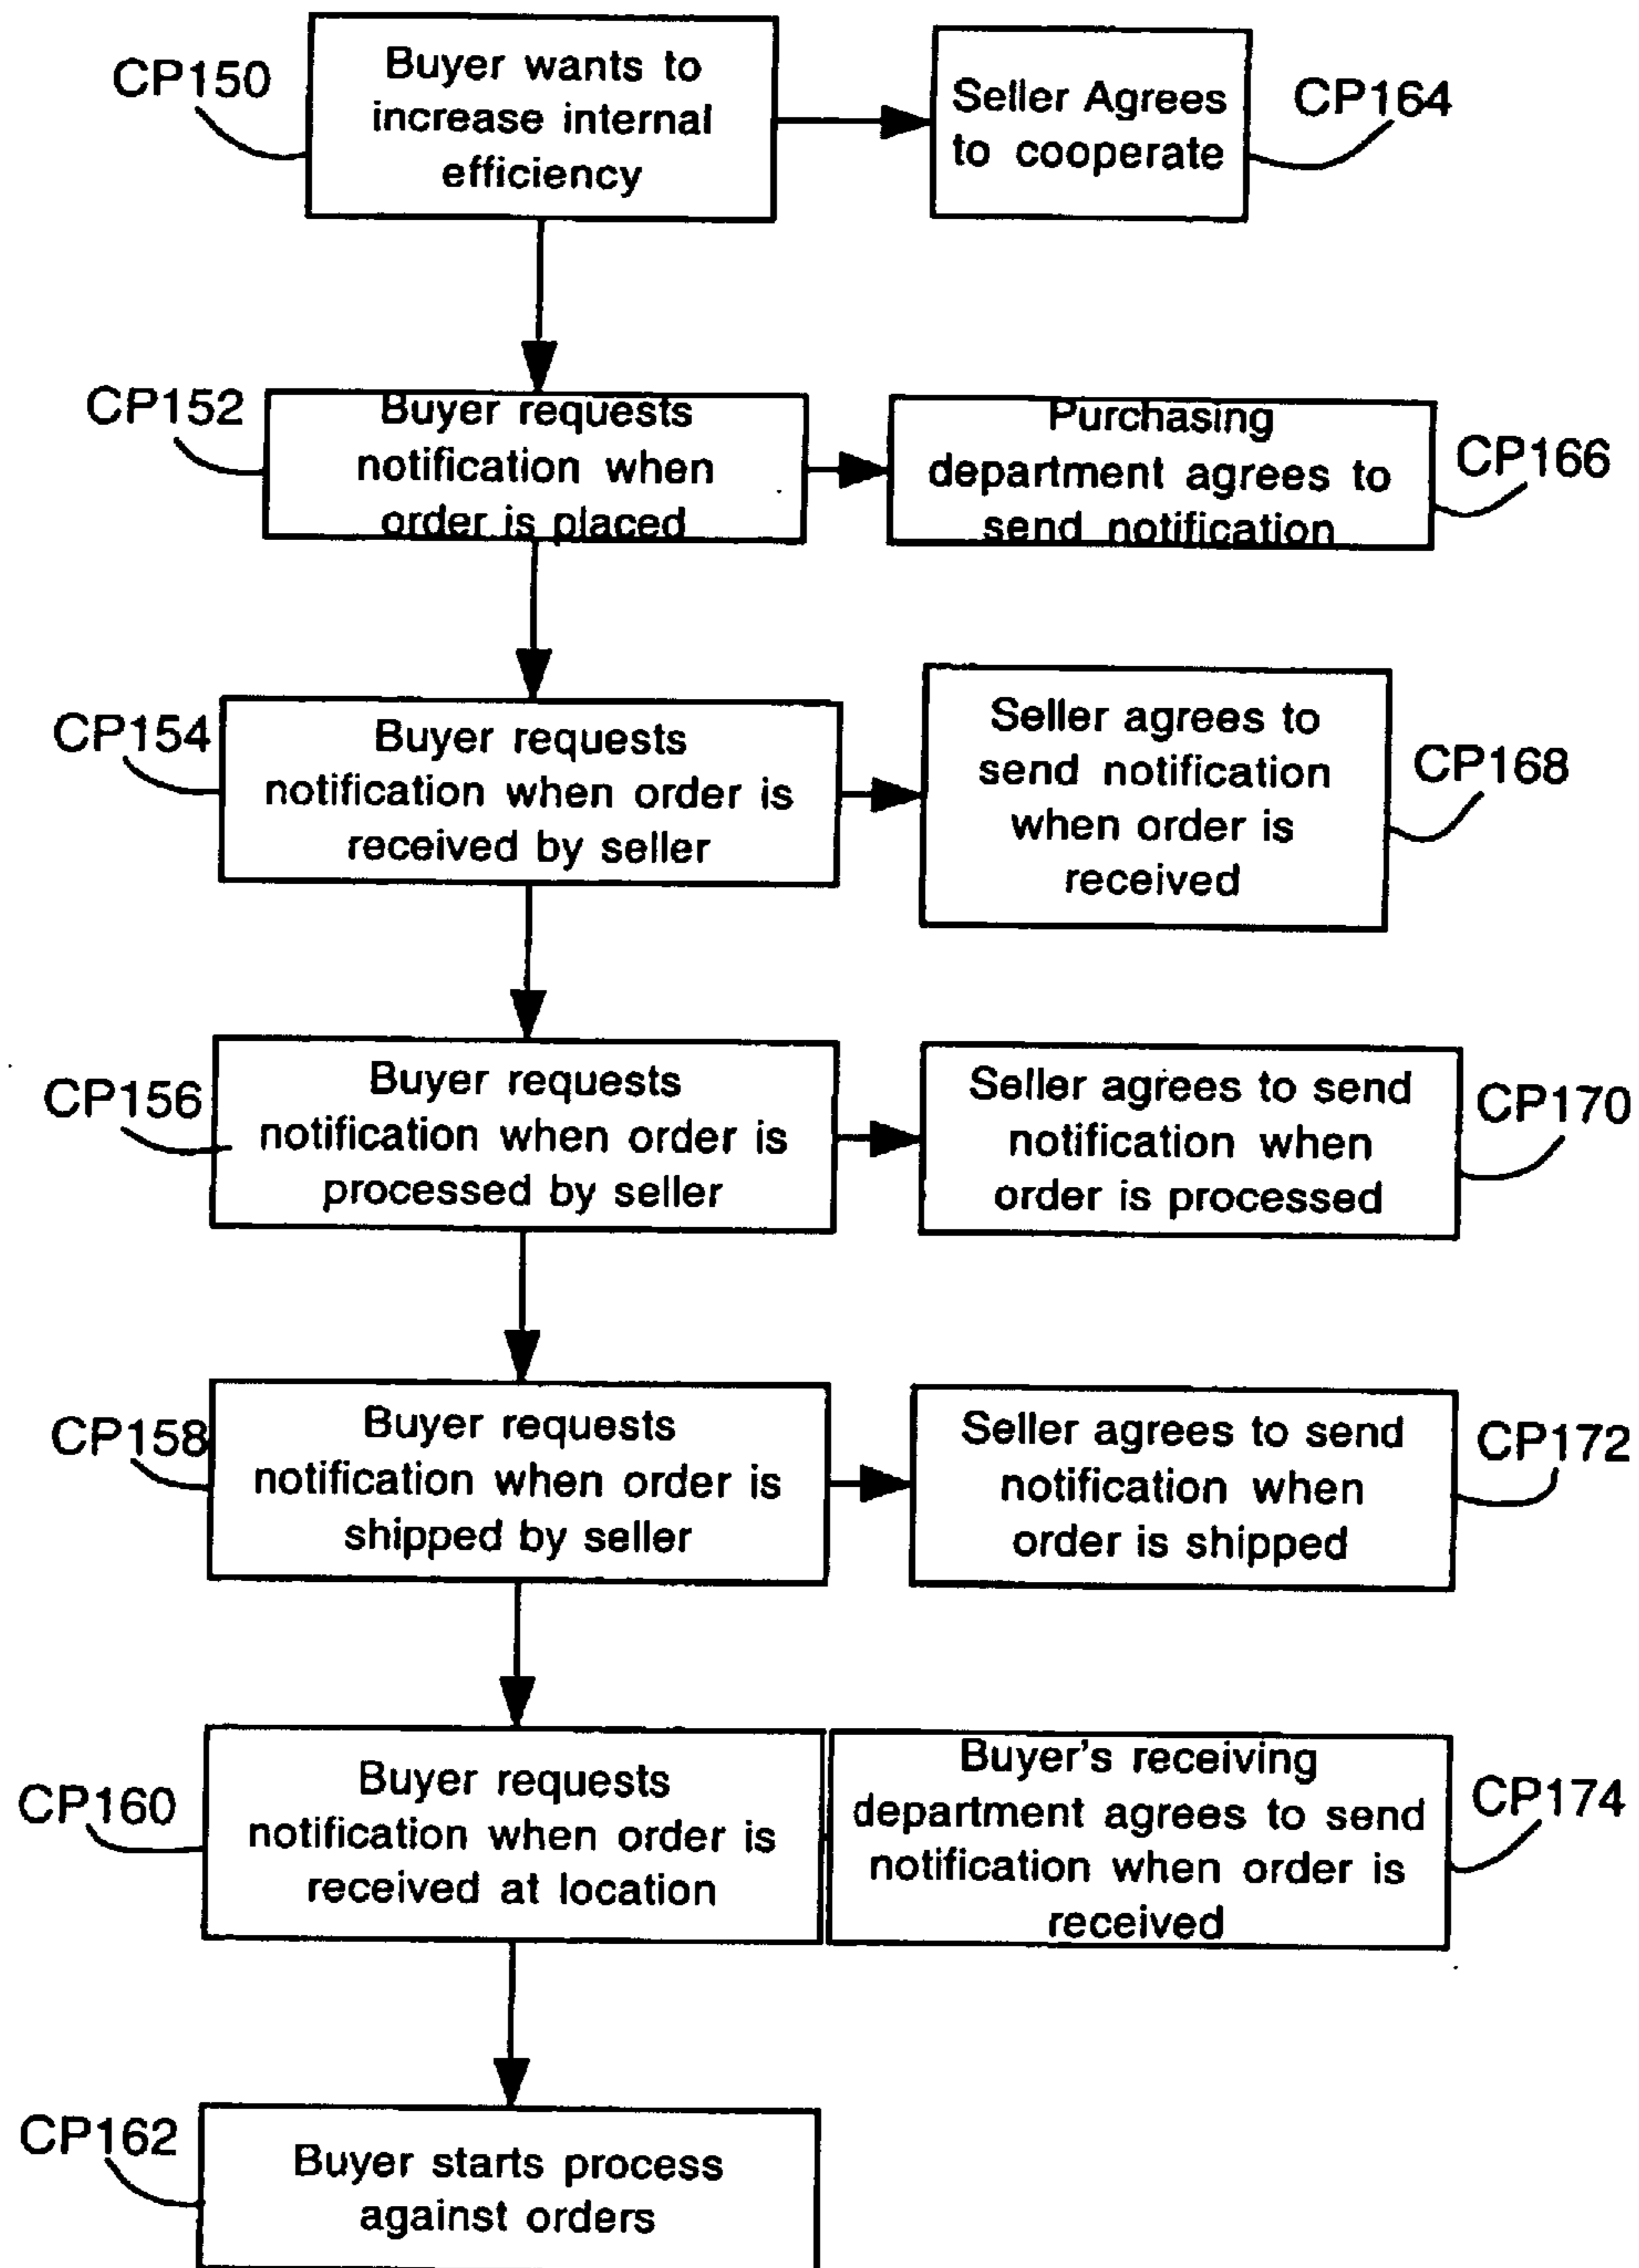 CP150
Buyer wants to
increase internal
efficiency
Seller Agrees
to cooperate
CP164
CP152
Buyer requests
notification when
order is placed
Purchasing
department agrees to
send notification
CP166
CP154
Buyer requests
notification when order is
received by seller
Seller agrees to
send notification
when order is
received
CP168
CP156
Buyer requests
notification when order is
processed by seller
Seller agrees to send
notification when
order is processed
CP170
CP158
Buyer requests
notification when order is
shipped by seller
Seller agrees to send
notification when
order is shipped
CP172
CP160
Buyer requests
notification when order is
received at location
Buyer's receiving
department agrees to send
notification when order is
received
CP174
CP162
Buyer starts process
against orders